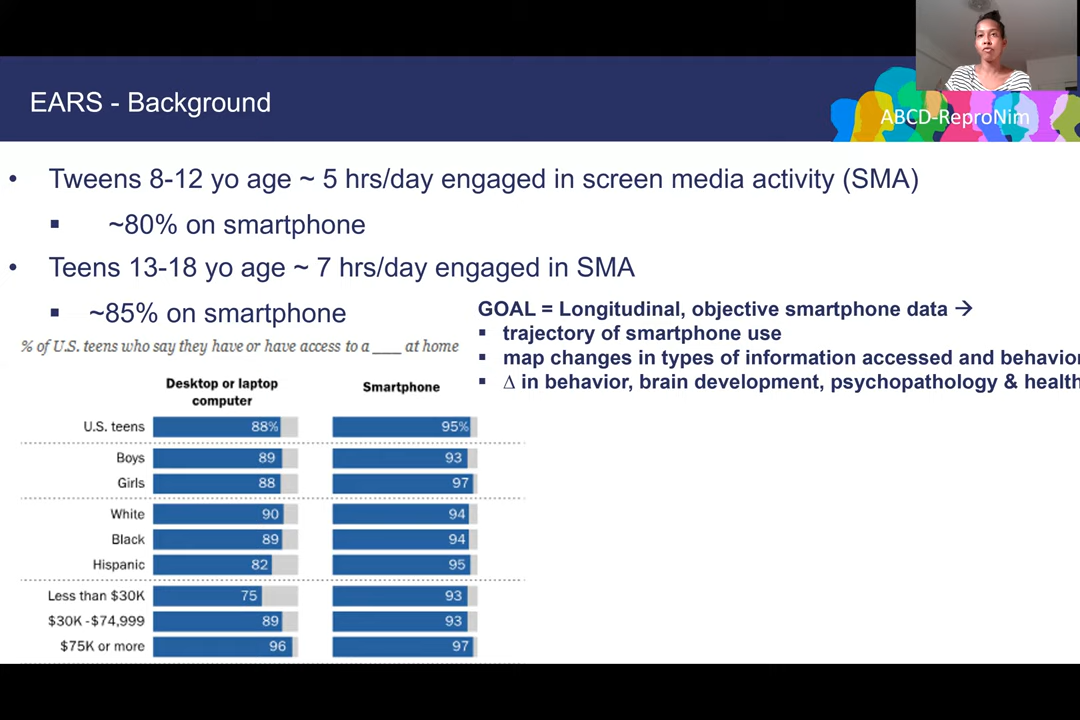 EARS - Background
ABCD-ReproNim
• Tweens 8-12 yo age ~ 5 hrs/day engaged in screen media activity (SMA)
▪ ~80% on smartphone
• Teens 13-18 yo age ~ 7 hrs/day engaged in SMA
▪ ~85% on smartphone
GOAL = Longitudinal, objective smartphone data →
▪ trajectory of smartphone use
▪ map changes in types of information accessed and behavior
▪ ∆ in behavior, brain development, psychopathology & health
% of U.S. teens who say they have or have access to a ___ at home
Desktop or laptop
computer
Smartphone
U.S. teens 88% 95%
Boys 89 93
Girls 88 97
White 90 94
Black 89 94
Hispanic 82 95
Less than $30K 75 93
$30K-$74,999 89 93
$75K or more 96 97